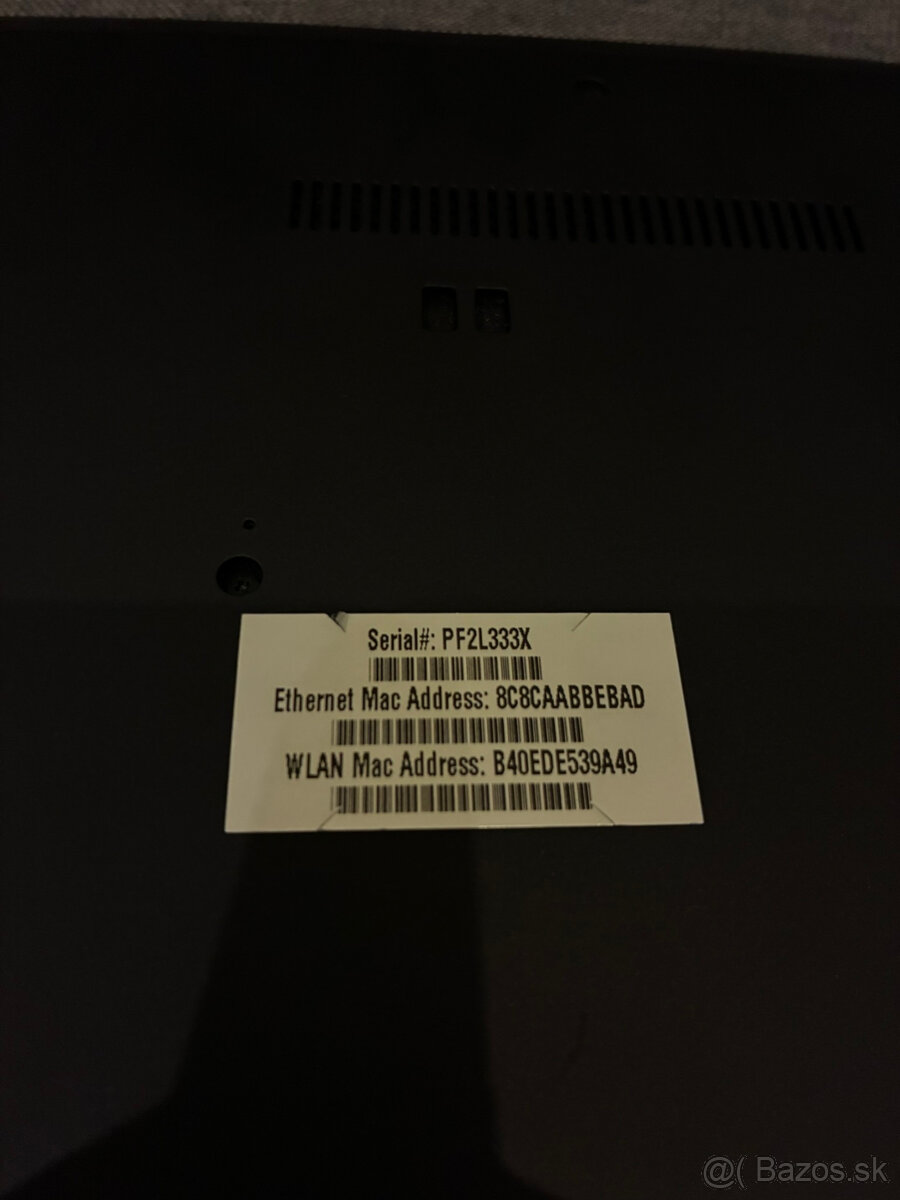 Serial#: PF2L333X
Ethernet Mac Address: 8C8CAABBEBAD
WLAN Mac Address: B40EDE539A49
@( Bazos.sk